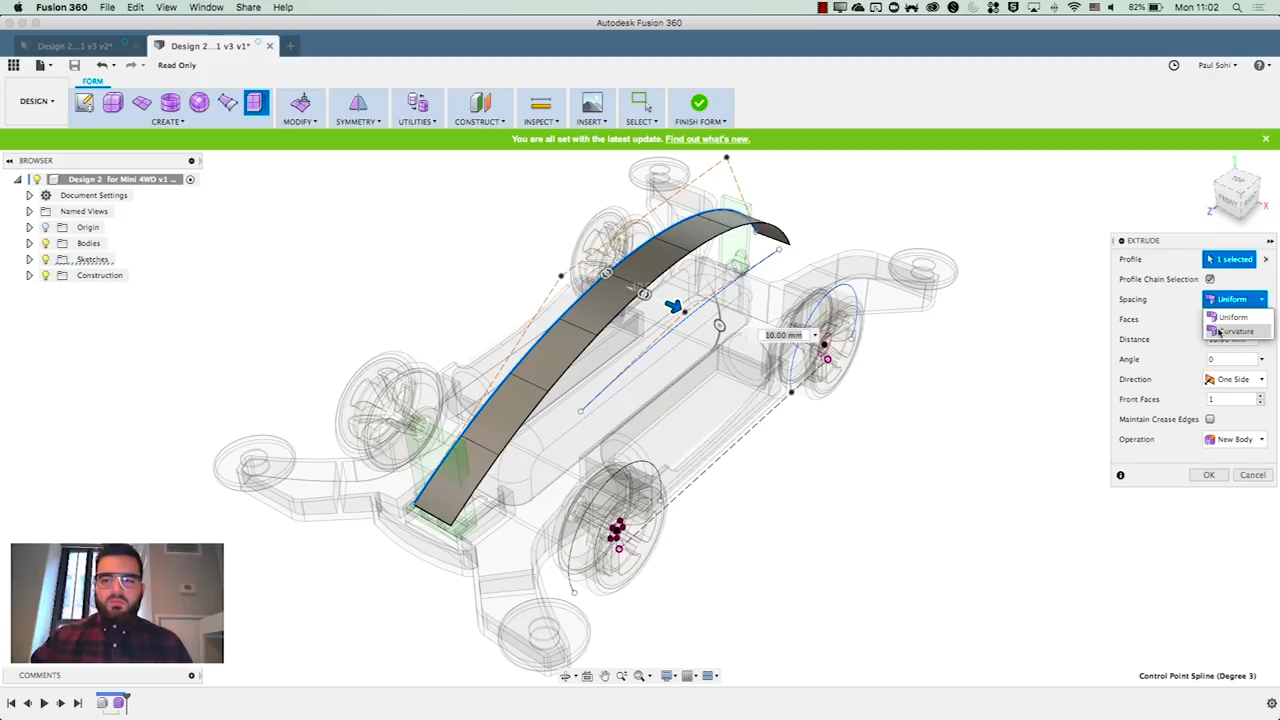 Fusion 360 File Edit View Window Share Help 82% Mon 11:02
Autodesk Fusion 360
Design 2...1 v3 v2* Design 2...1 v3 v1*
Read Only Paul Sohi
FORM
DESIGN
CREATE MODIFY SYMMETRY UTILITIES CONSTRUCT INSPECT INSERT SELECT FINISH FORM
You are all set with the latest update. Find out what's new.
BROWSER
Design 2 for Mini 4WD v1 ...
Document Settings
Named Views
Origin
Bodies
Sketches
Construction
TOP
FRONT
Y
Z
X
10.00 mm
EXTRUDE
Profile 1 selected
Profile Chain Selection
Spacing Uniform
Uniform
Faces
Curvature
Distance 10.00 mm
Angle 0
Direction One Side
Front Faces 1
Maintain Crease Edges
Operation New Body
OK Cancel
COMMENTS
Control Point Spline (Degree 3)